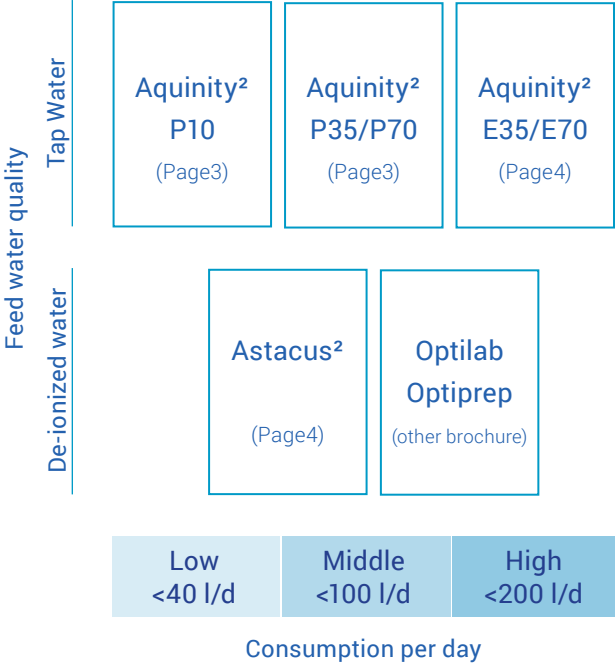 Feed water quality
Tap Water
Aquinity²
P10
(Page3)
Aquinity²
P35/P70
(Page3)
Aquinity²
E35/E70
(Page4)
De-ionized water
Astacus²
(Page4)
Optilab
Optiprep
(other brochure)
Low
<40 l/d
Middle
<100 l/d
High
<200 l/d
Consumption per day